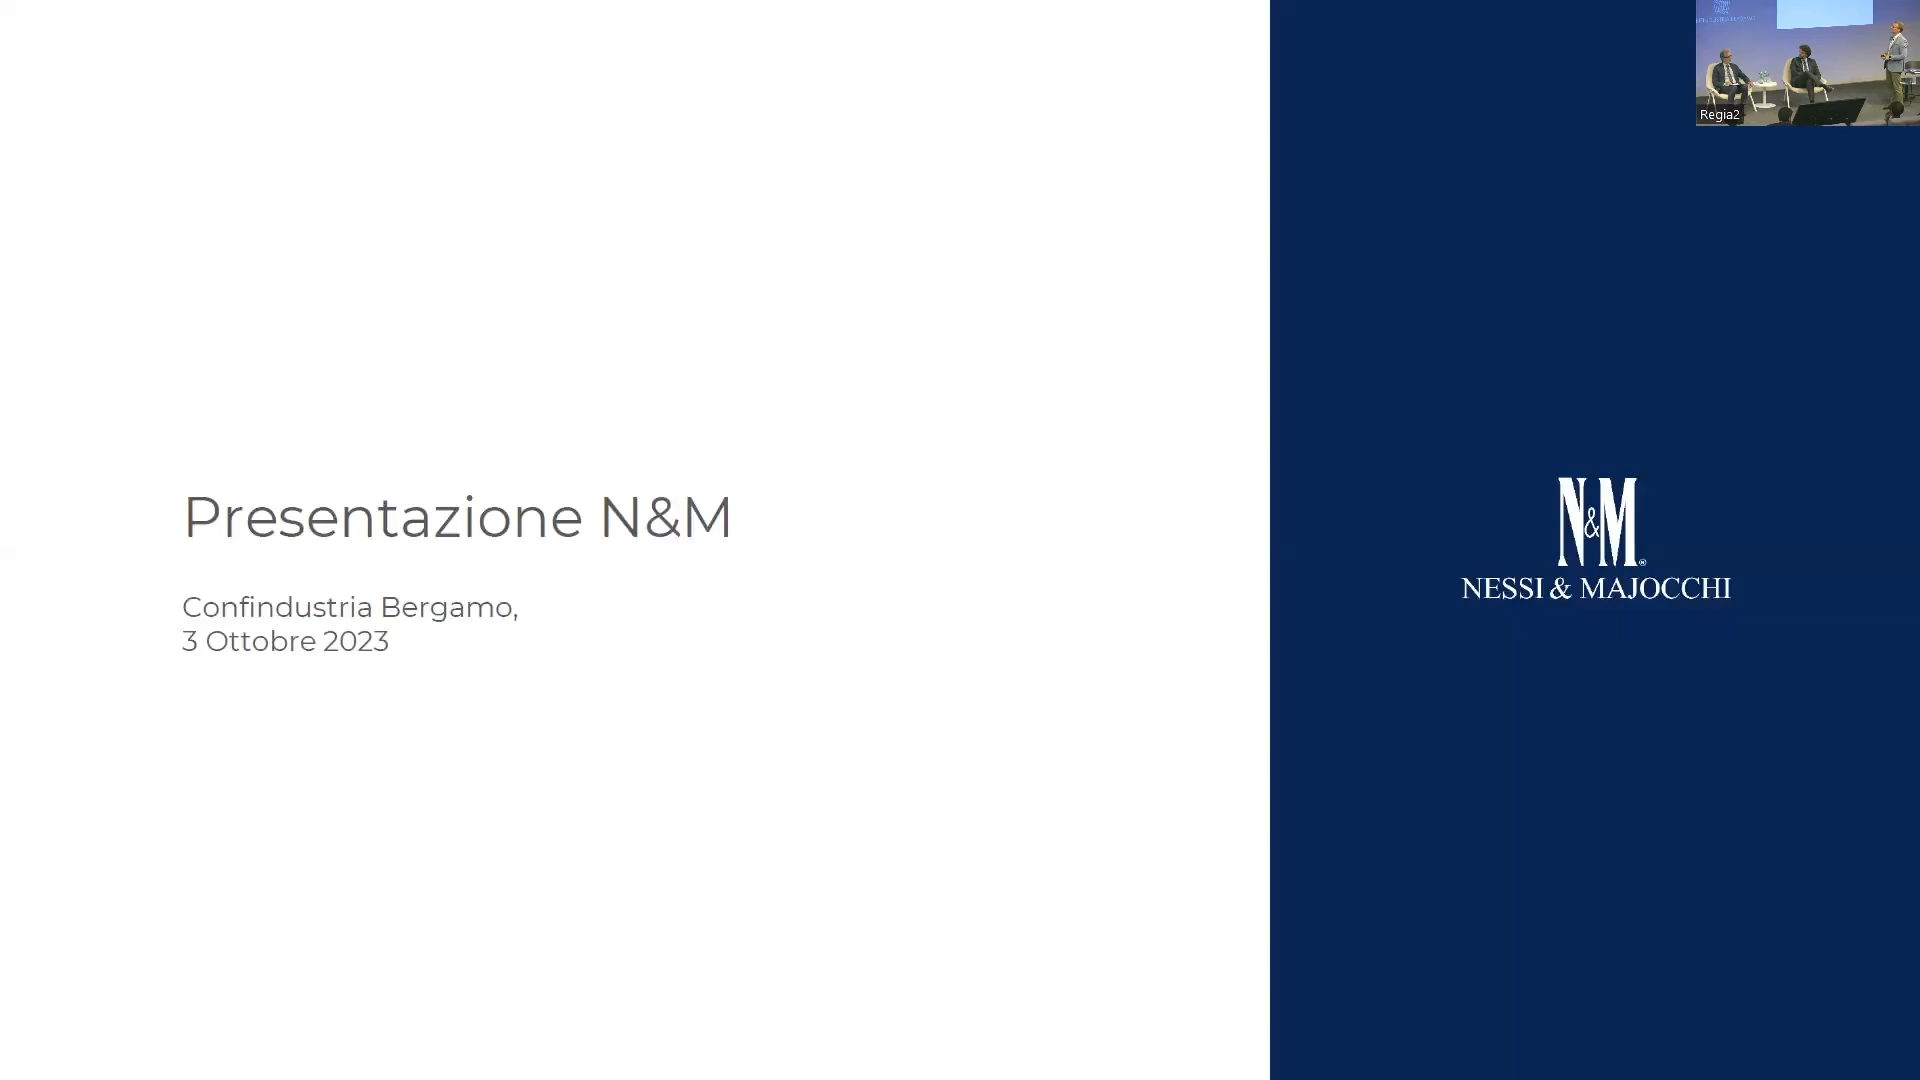 Presentazione N&M
Confindustria Bergamo,
3 Ottobre 2023
N&M®
NESSI & MAJOCCHI
Regia2